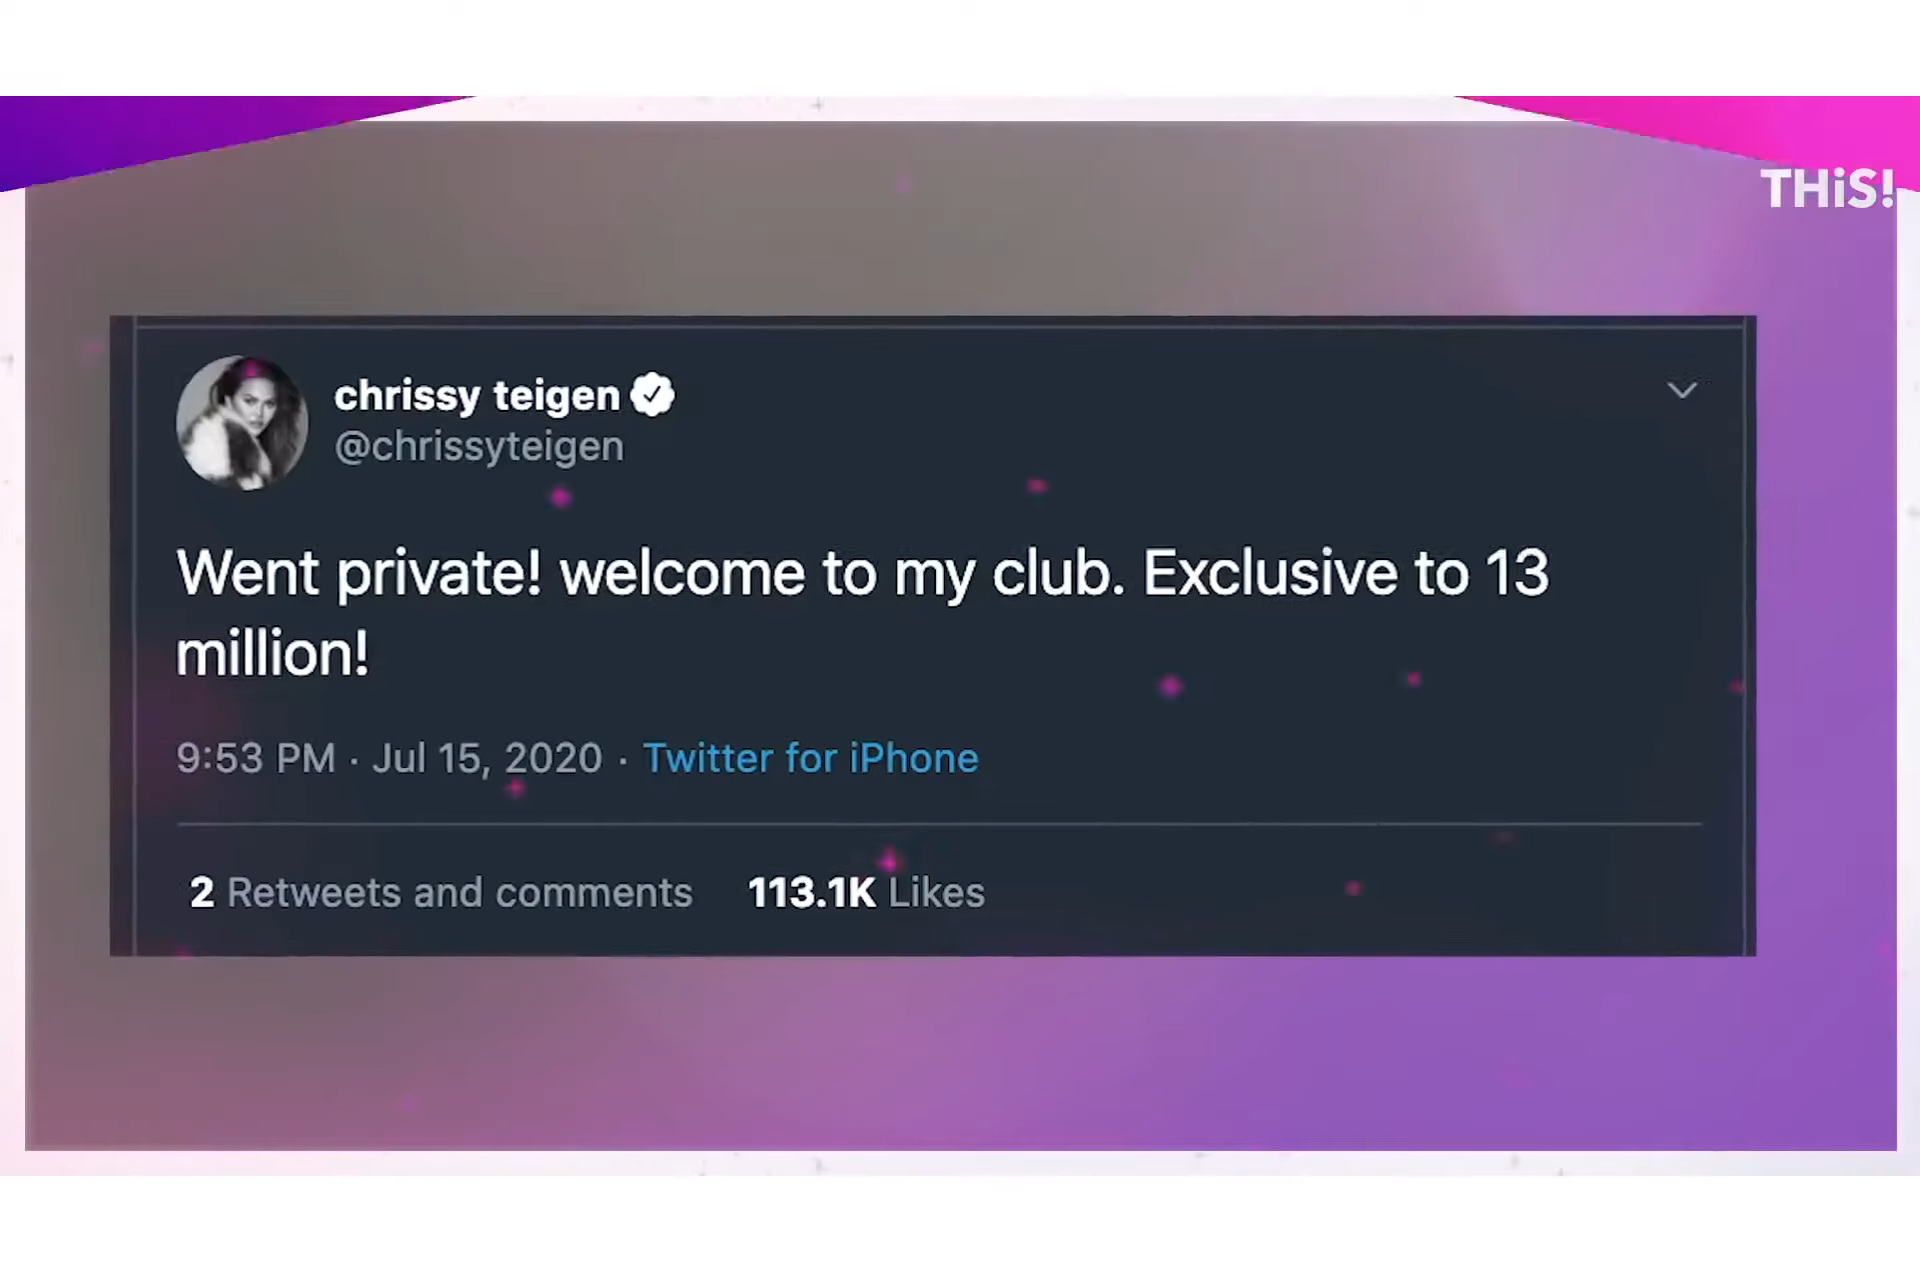 THiS!
chrissy teigen
@chrissyteigen
Went private! welcome to my club. Exclusive to 13
million!
9:53 PM · Jul 15, 2020 · Twitter for iPhone
2 Retweets and comments 113.1K Likes